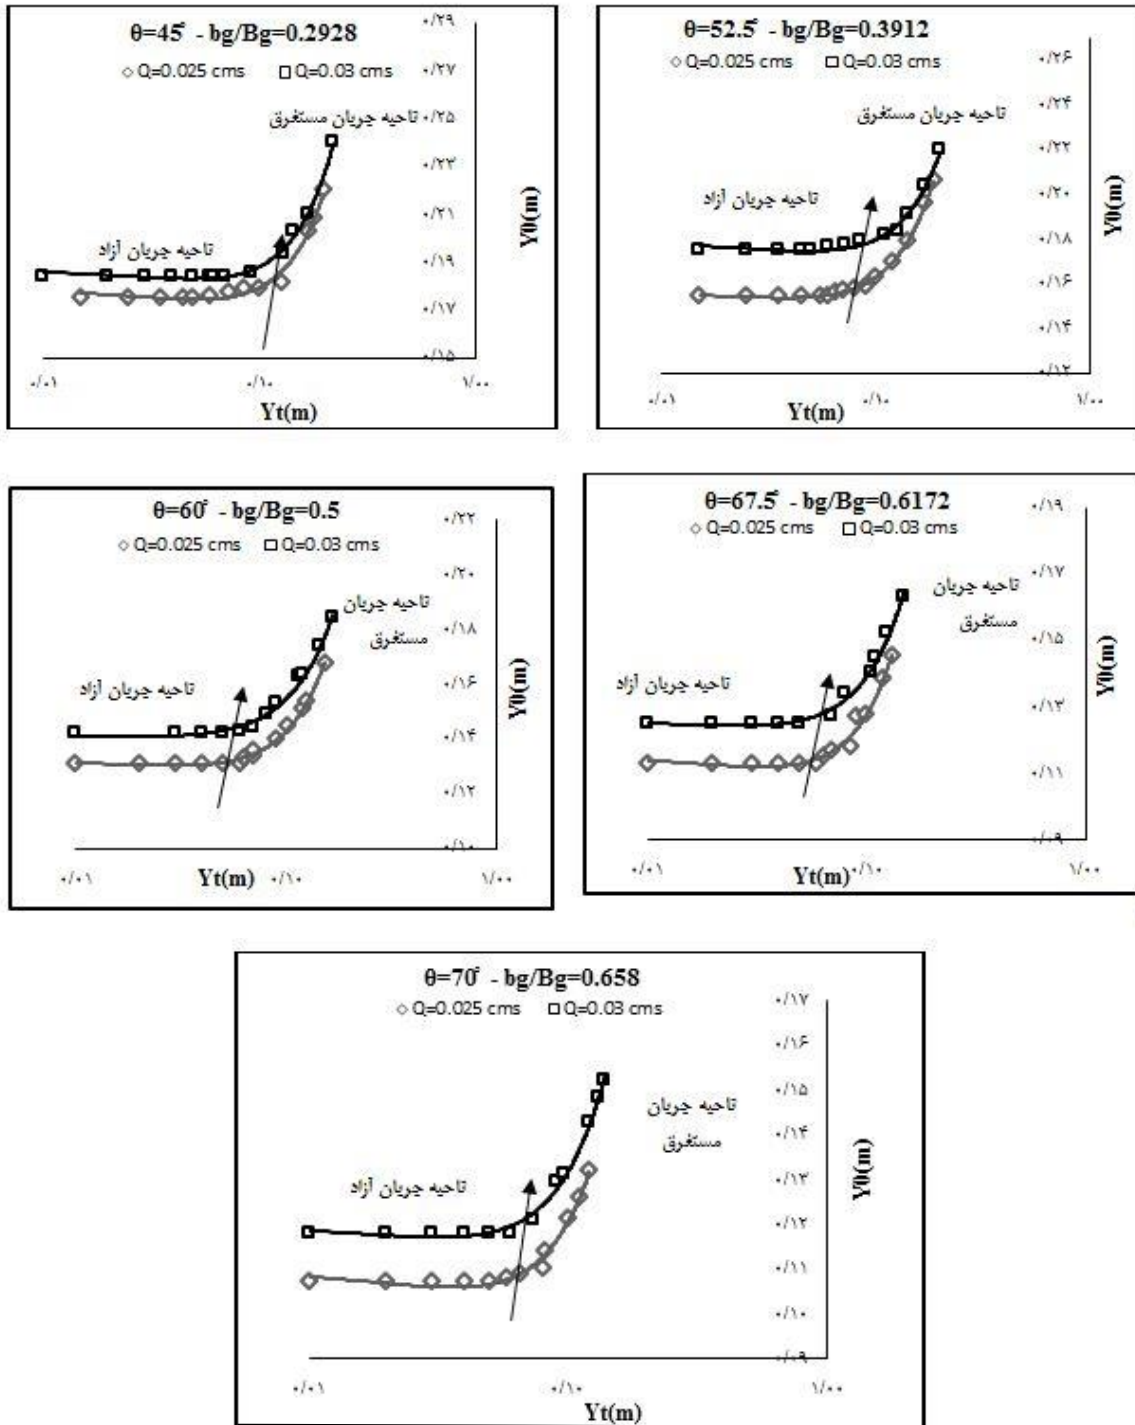 θ=45° - bg/Bg=0.2928
Q=0.025 cms Q=0.03 cms
تاحیه جریان مستغرق
تاحیه جریان آزاد
۰/۲۹
۰/۲۷
۰/۲۵
۰/۲۳
۰/۲۱
۰/۱۹
۰/۱۷
۰/۱۵
Y0(m)
۰/۰۱ ۰/۱۰ ۱/۰۰
Yt(m)
θ=52.5° - bg/Bg=0.3912
Q=0.025 cms Q=0.03 cms
تاحیه جریان مستغرق
تاحیه جریان آزاد
۰/۲۶
۰/۲۴
۰/۲۲
۰/۲۰
۰/۱۸
۰/۱۶
۰/۱۴
۰/۱۲
Y0(m)
۰/۰۱ ۰/۱۰ ۱/۰۰
Yt(m)
θ=60° - bg/Bg=0.5
Q=0.025 cms Q=0.03 cms
تاحیه جریان
مستغرق
تاحیه جریان آزاد
۰/۲۲
۰/۲۰
۰/۱۸
۰/۱۶
۰/۱۴
۰/۱۲
۰/۱۰
Y0(m)
۰/۰۱ ۰/۱۰ ۱/۰۰
Yt(m)
θ=67.5° - bg/Bg=0.6172
Q=0.025 cms Q=0.03 cms
تاحیه جریان
مستغرق
تاحیه جریان آزاد
۰/۱۹
۰/۱۷
۰/۱۵
۰/۱۳
۰/۱۱
۰/۰۹
Y0(m)
۰/۰۱ ۰/۱۰ ۱/۰۰
Yt(m)
θ=70° - bg/Bg=0.658
Q=0.025 cms Q=0.03 cms
تاحیه جریان
مستغرق
تاحیه جریان آزاد
۰/۱۷
۰/۱۶
۰/۱۵
۰/۱۴
۰/۱۳
۰/۱۲
۰/۱۱
۰/۱۰
۰/۰۹
Y0(m)
۰/۰۱ ۰/۱۰ ۱/۰۰
Yt(m)